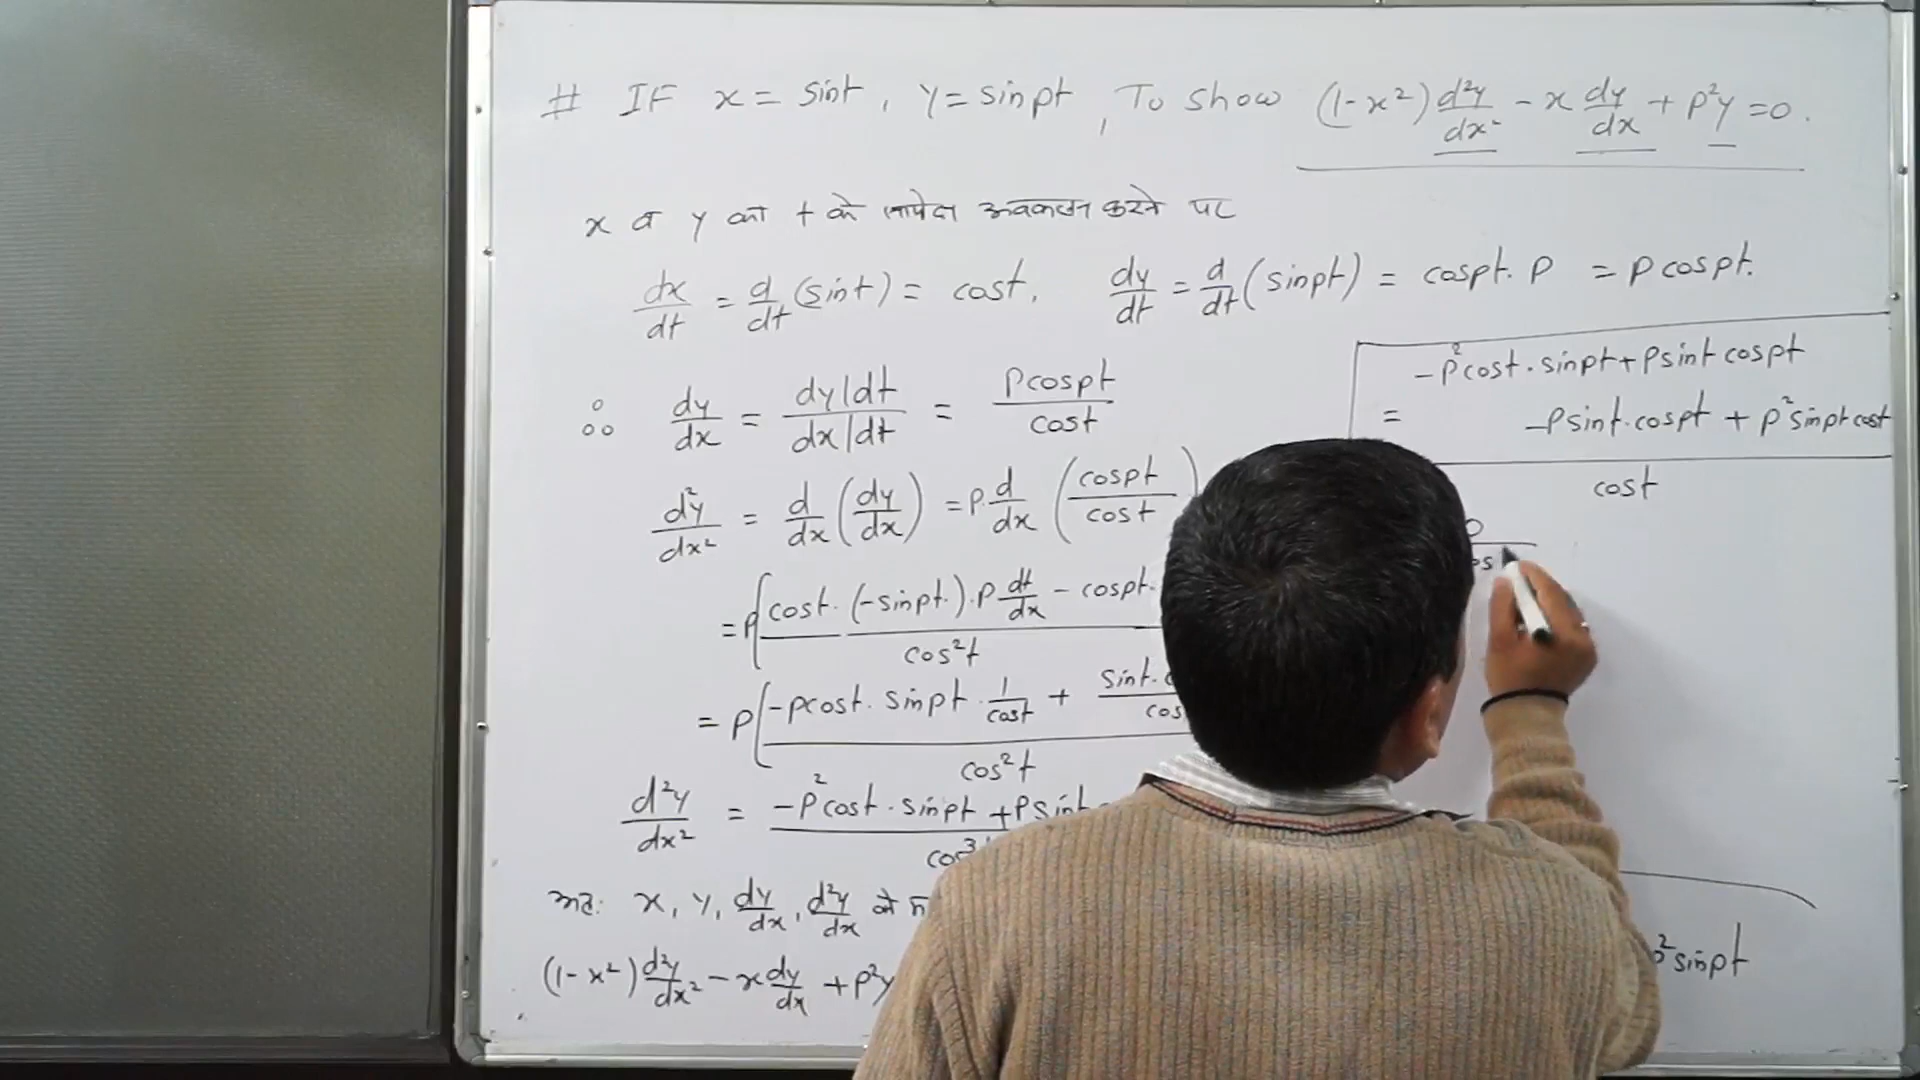 # IF x = sint, y = sinpt, To show (1-x²) d²y/dx² - x dy/dx + p²y = 0.
x व y का t के सापेक्ष अवकलन करने पर
dx/dt = d/dt (sint) = cost, dy/dt = d/dt (sinpt) = cospt. p = p cospt.
∴ dy/dx = (dy/dt)/(dx/dt) = pcospt/cost
d²y/dx² = d/dx (dy/dx) = p. d/dx (cospt/cost)
= p [cost. (-sinpt.).p dt/dx - cospt.
cos²t
= p [-pcost. sinpt . 1/cost + sint.
cos²t
d²y/dx² = -p²cost . sinpt + psint
cos³
अतः x, y, dy/dx, d²y/dx के
(1-x²) d²y/dx² - x dy/dx + p²y
-p²cost . sinpt + psint cospt
= -psint. cospt + p²sinpt cost
cost
p²sinpt